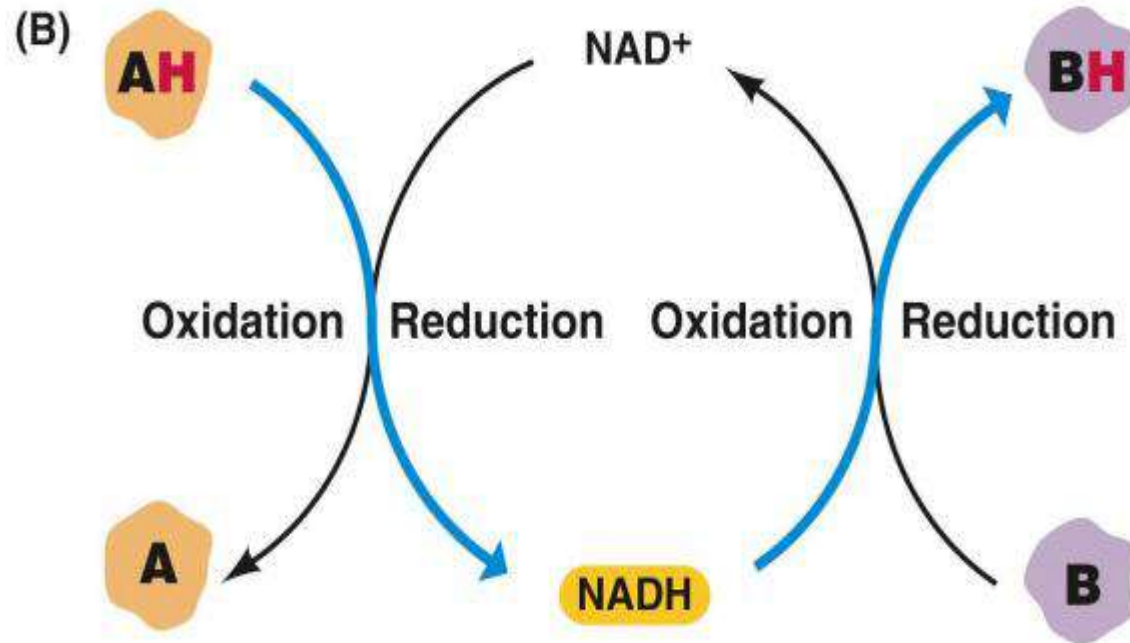 (B)
AH
NAD⁺
BH
Oxidation Reduction Oxidation Reduction
A
NADH
B